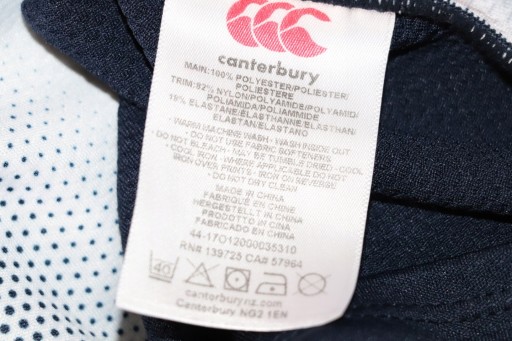 canterbury
MAIN:100% POLYESTER/POLIESTER/
POLIESTERE
TRIM:82% NYLON/POLYAMIDE/POLYAMID/
POLIAMIDA/POLIAMMIDE
18% ELASTANE/ELASTHANNE/ELASTHAN/
ELASTAN/ELASTANO
· WARM MACHINE WASH · WASH INSIDE OUT
· DO NOT USE FABRIC SOFTENERS
· DO NOT BLEACH · MAY BE TUMBLE DRIED · COOL
· COOL IRON · WHERE APPLICABLE DO NOT
IRON OVER PRINTS · IRON ON REVERSE
· DO NOT DRY CLEAN
MADE IN CHINA
FABRIQUÉ EN CHINE
HERGESTELLT IN CHINA
PRODOTTO IN CINA
FABRICADO EN CHINA
44-17O12000035310
RN# 139725 CA# 57964
40
canterburynz.com
Canterbury NG2 1EN